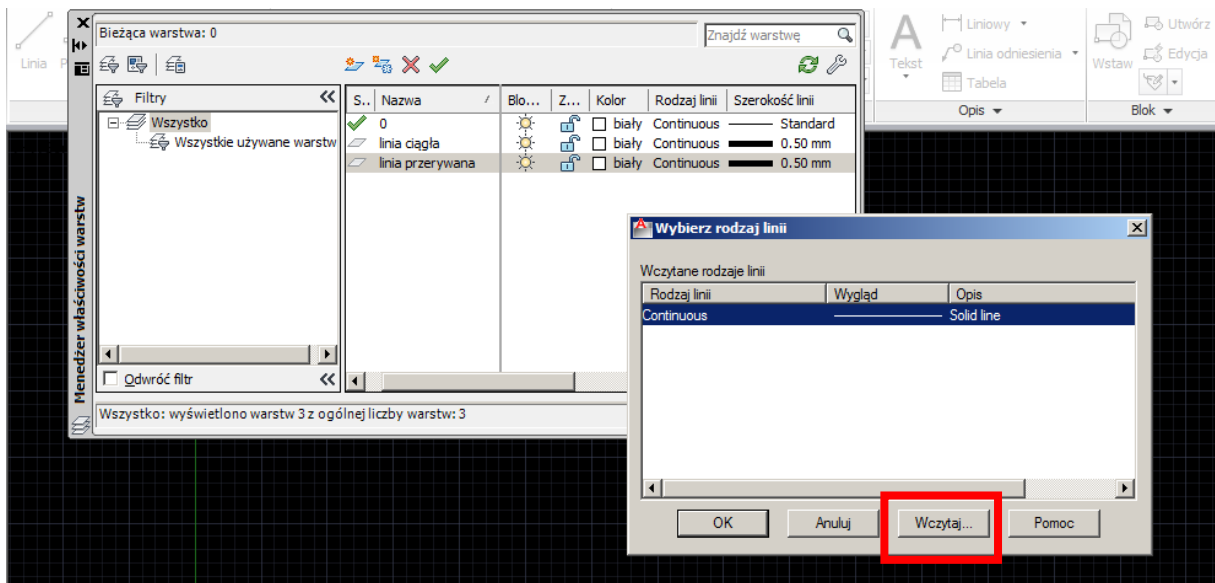 Linia P
Bieżąca warstwa: 0
Znajdź warstwę
Tekst
Liniowy
Linia odniesienia
Tabela
Opis
Wstaw
Utwórz
Edycja
Blok
Menedżer właściwości warstw
Filtry
Wszystko
Wszystkie używane warstw
S.. Nazwa Blo... Z... Kolor Rodzaj linii Szerokość linii
0 biały Continuous Standard
linia ciągła biały Continuous 0.50 mm
linia przerywana biały Continuous 0.50 mm
Odwróć filtr
Wszystko: wyświetlono warstw 3 z ogólnej liczby warstw: 3
Wybierz rodzaj linii
Wczytane rodzaje linii
Rodzaj linii Wygląd Opis
Continuous Solid line
OK Anuluj Wczytaj... Pomoc